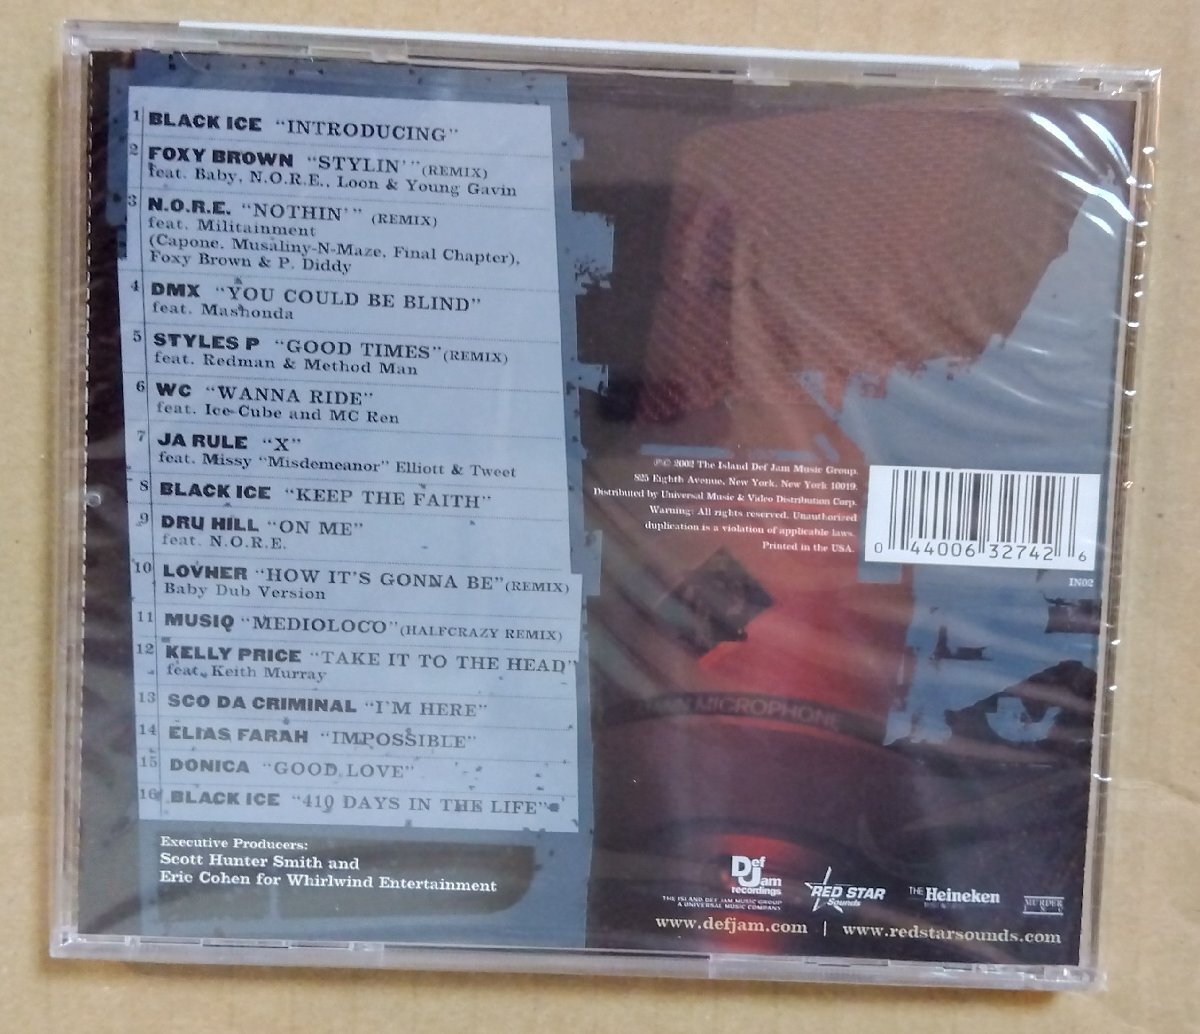 1 BLACK ICE "INTRODUCING"
2 FOXY BROWN "STYLIN'" (REMIX)
feat. Baby, N.O.R.E., Loon & Young Gavin
3 N.O.R.E. "NOTHIN'" (REMIX)
feat. Militainment
(Capone, Musaliny-N-Maze, Final Chapter),
Foxy Brown & P. Diddy
4 DMX "YOU COULD BE BLIND"
feat. Mashonda
5 STYLES P "GOOD TIMES" (REMIX)
feat. Redman & Method Man
6 WC "WANNA RIDE"
feat. Ice-Cube and MC Ren
7 JA RULE "X"
feat. Missy "Misdemeanor" Elliott & Tweet
8 BLACK ICE "KEEP THE FAITH"
9 DRU HILL "ON ME"
feat. N.O.R.E.
10 LOVHER "HOW IT'S GONNA BE" (REMIX)
Baby Dub Version
11 MUSIQ "MEDIOLOCO" (HALFCRAZY REMIX)
12 KELLY PRICE "TAKE IT TO THE HEAD"
feat. Keith Murray
13 SCO DA CRIMINAL "I'M HERE"
14 ELIAS FARAH "IMPOSSIBLE"
15 DONICA "GOOD LOVE"
16 BLACK ICE "410 DAYS IN THE LIFE"
Executive Producers:
Scott Hunter Smith and
Eric Cohen for Whirlwind Entertainment
℗© 2002 The Island Def Jam Music Group,
825 Eighth Avenue, New York, New York 10019.
Distributed by Universal Music & Video Distribution Corp.
Warning: All rights reserved. Unauthorized
duplication is a violation of applicable laws.
Printed in the USA.
0 44006 32742 6
IN02
MICROPHONE
Def
Jam
recordings
THE ISLAND DEF JAM MUSIC GROUP
A UNIVERSAL MUSIC COMPANY
RED STAR
Sounds
THE Heineken
MURDER
INC
www.defjam.com | www.redstarsounds.com